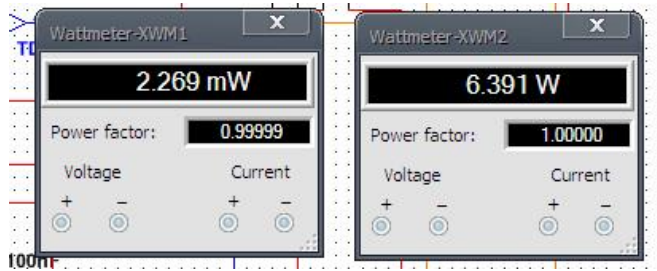 Wattmeter-XWM1
X
2.269 mW
Power factor: 0.99999
Voltage Current
+ − + −
Wattmeter-XWM2
X
6.391 W
Power factor: 1.00000
Voltage Current
+ − + −
100nF